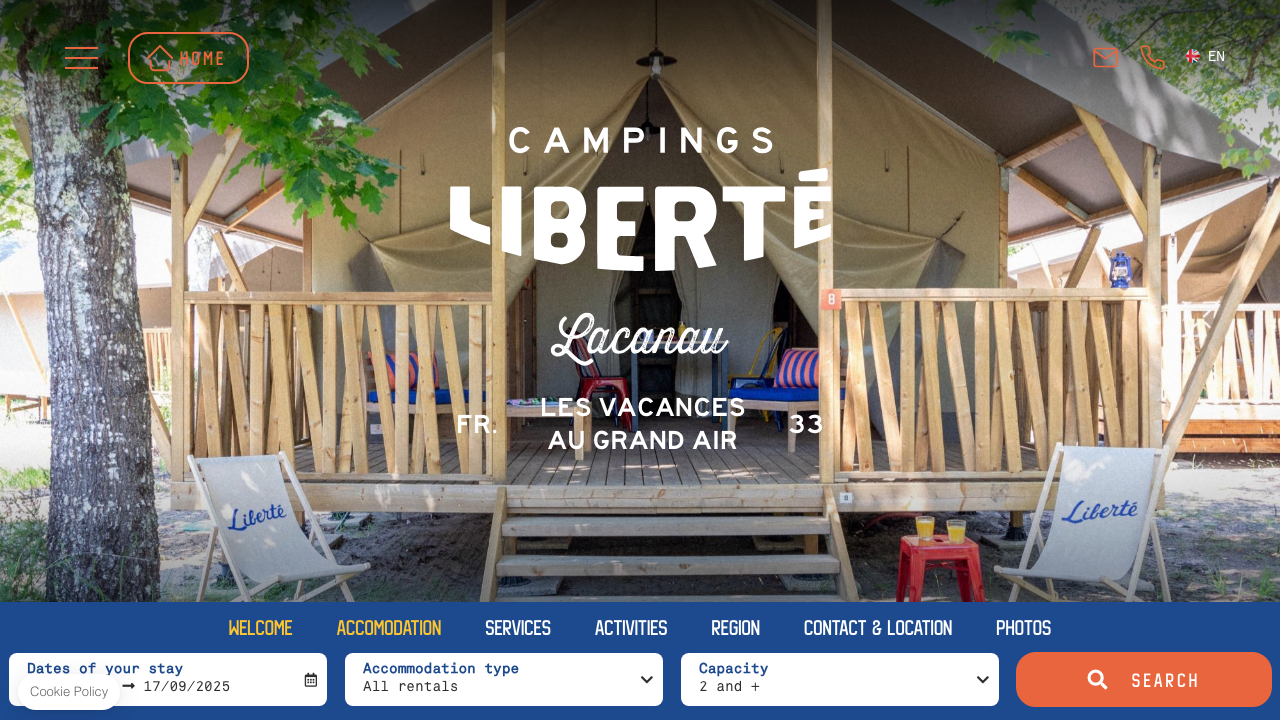 HOME
EN
CAMPINGS
LIBERTÉ
Lacanau
FR.
LES VACANCES
AU GRAND AIR
33
8
Liberté
Liberté
8
WELCOME
ACCOMODATION
SERVICES
ACTIVITIES
REGION
CONTACT & LOCATION
PHOTOS
Dates of your stay
➞ 17/09/2025
Accommodation type
All rentals
Capacity
2 and +
SEARCH
Cookie Policy